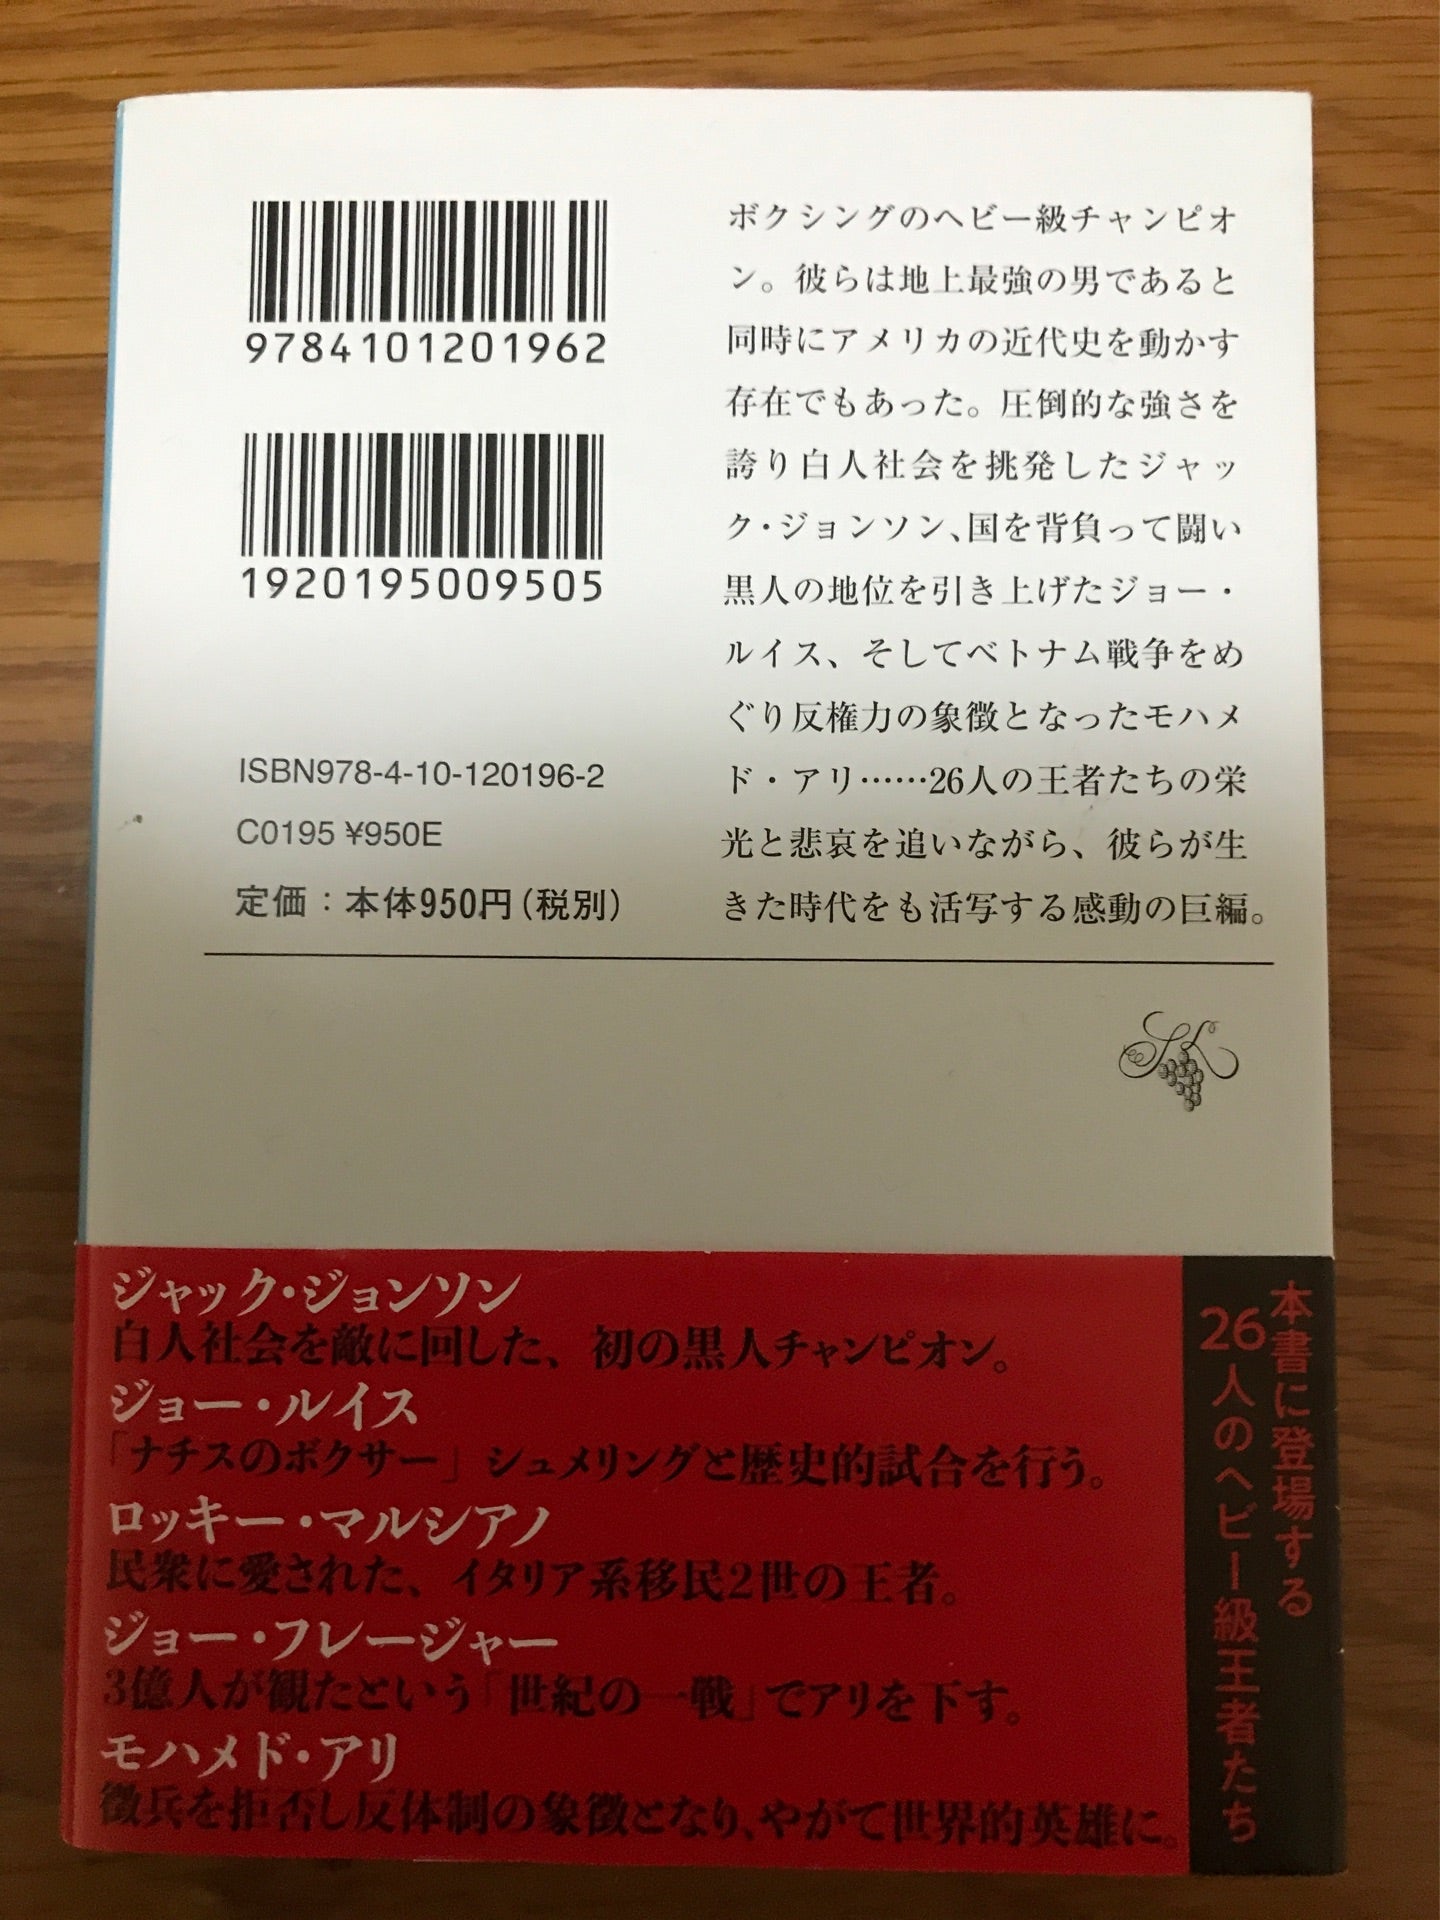 9784101201962
1920195009505
ISBN978-4-10-120196-2
C0195 ¥950E
定価：本体950円(税別)
ボクシングのヘビー級チャンピオ
ン。彼らは地上最強の男であると
同時にアメリカの近代史を動かす
存在でもあった。圧倒的な強さを
誇り白人社会を挑発したジャッ
ク・ジョンソン、国を背負って闘い
黒人の地位を引き上げたジョー・
ルイス、そしてベトナム戦争をめ
ぐり反権力の象徴となったモハメ
ド・アリ……26人の王者たちの栄
光と悲哀を追いながら、彼らが生
きた時代をも活写する感動の巨編。
本書に登場する
26人のヘビー級王者たち
ジャック・ジョンソン
白人社会を敵に回した、初の黒人チャンピオン。
ジョー・ルイス
「ナチスのボクサー」シュメリングと歴史的試合を行う。
ロッキー・マルシアノ
民衆に愛された、イタリア系移民2世の王者。
ジョー・フレージャー
3億人が観たという「世紀の一戦」でアリを下す。
モハメド・アリ
徴兵を拒否し反体制の象徴となり、やがて世界的英雄に。